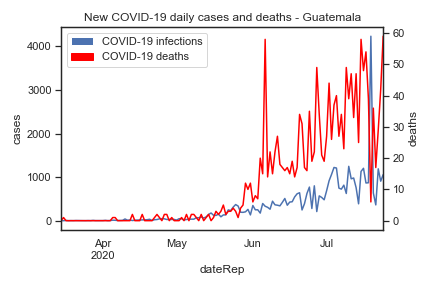 New COVID-19 daily cases and deaths - Guatemala
COVID-19 infections
COVID-19 deaths
4000
3000
2000
1000
0
cases
60
50
40
30
20
10
0
deaths
Apr
2020
May
Jun
Jul
dateRep